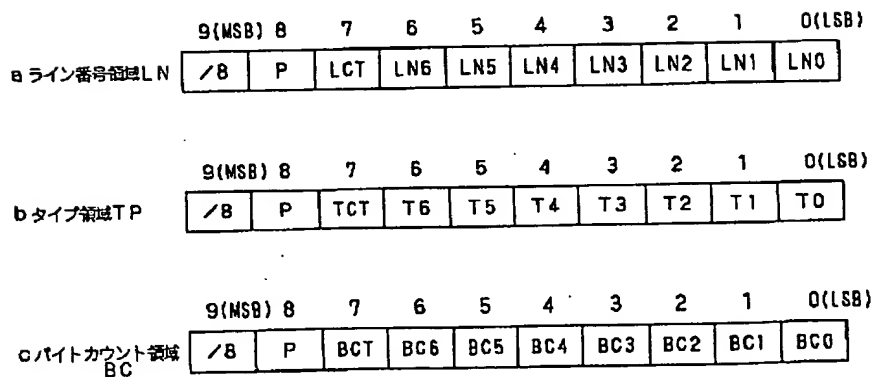 9(MSB) 8 7 6 5 4 3 2 1 0(LSB)
a ライン番号領域LN /8 P LCT LN6 LN5 LN4 LN3 LN2 LN1 LN0
9(MSB) 8 7 6 5 4 3 2 1 0(LSB)
b タイプ領域TP /8 P TCT T6 T5 T4 T3 T2 T1 T0
9(MSB) 8 7 6 5 4 3 2 1 0(LSB)
c バイトカウント領域 /8 P BCT BC6 BC5 BC4 BC3 BC2 BC1 BC0
BC